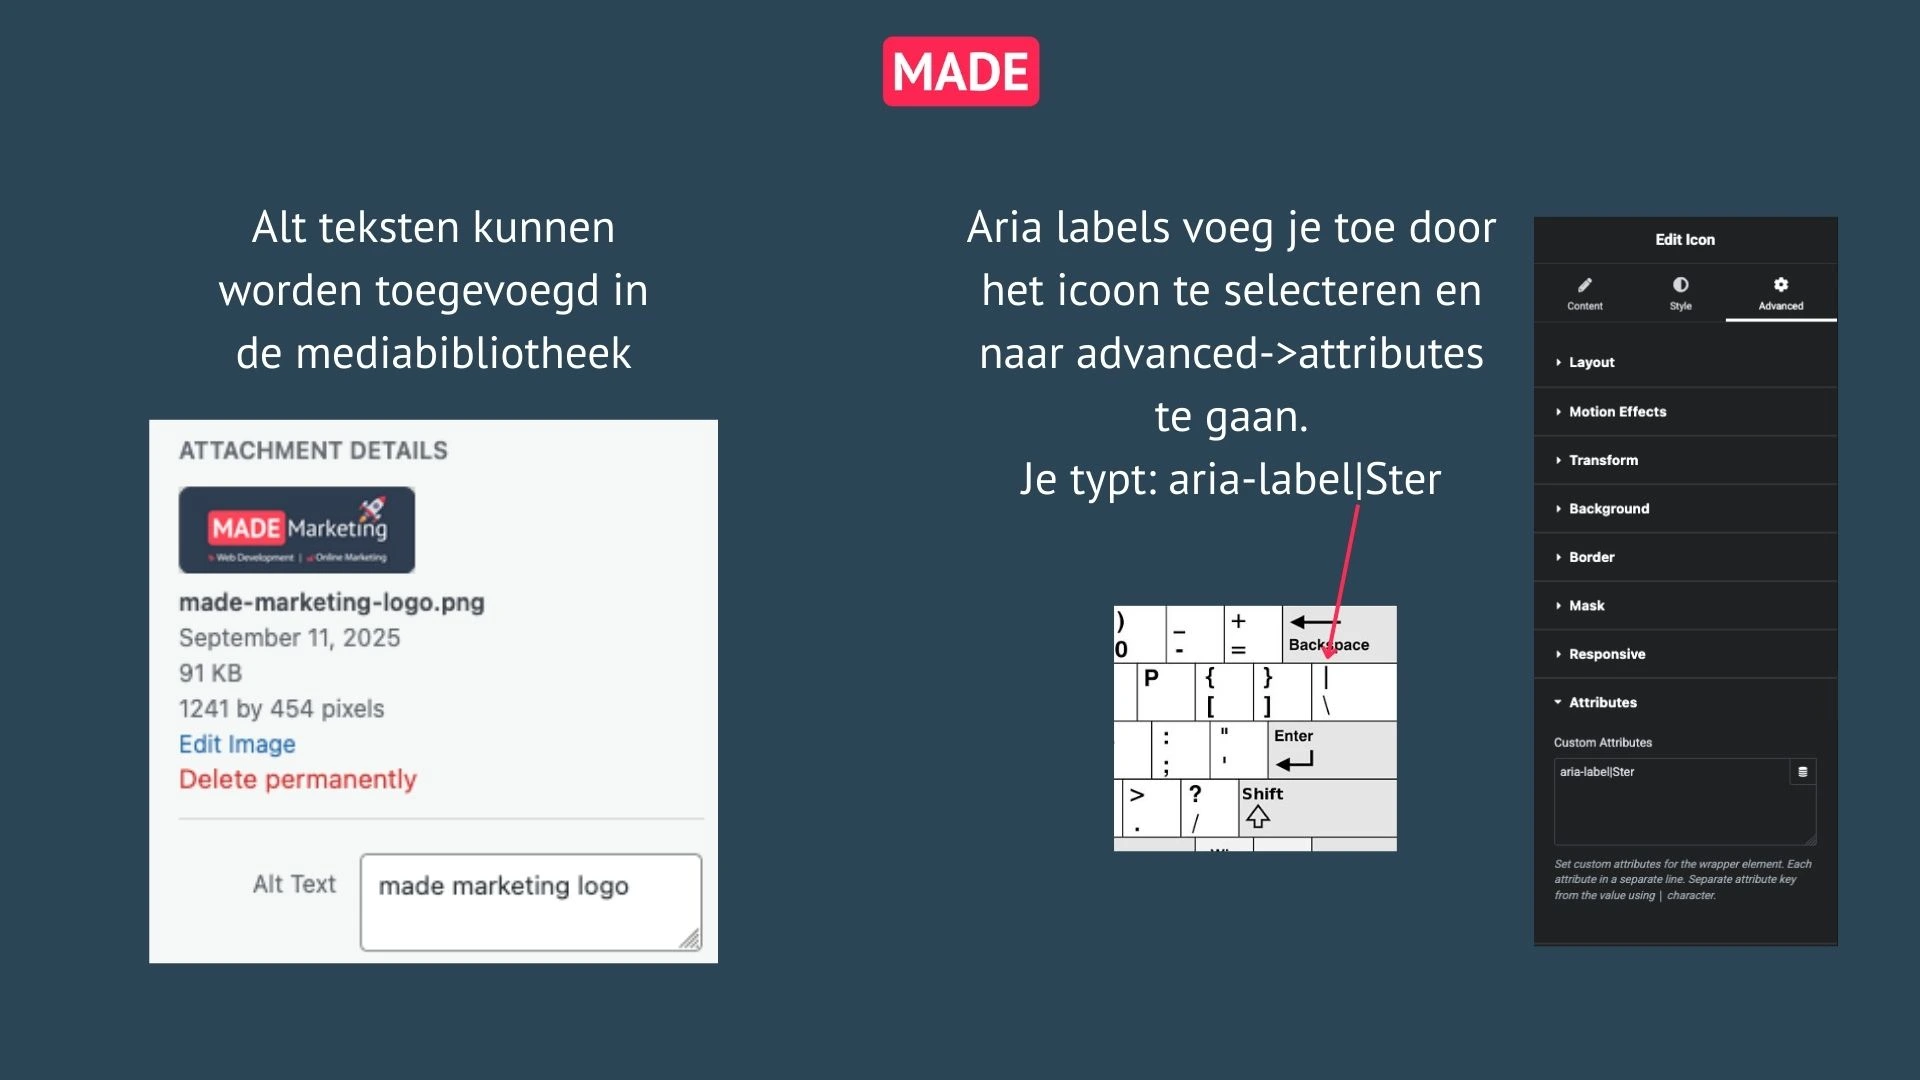 MADE
Alt teksten kunnen
worden toegevoegd in
de mediabibliotheek
ATTACHMENT DETAILS
MADE Marketing
Web Development | Online Marketing
made-marketing-logo.png
September 11, 2025
91 KB
1241 by 454 pixels
Edit Image
Delete permanently
Alt Text
made marketing logo
Aria labels voeg je toe door
het icoon te selecteren en
naar advanced->attributes
te gaan.
Je typt: aria-label|Ster
) _ + Backspace
0 - =
P { } |
[ ] \
: " Enter
; '
> ? Shift
. /
Edit Icon
Content Style Advanced
Layout
Motion Effects
Transform
Background
Border
Mask
Responsive
Attributes
Custom Attributes
aria-label|Ster
Set custom attributes for the wrapper element. Each
attribute in a separate line. Separate attribute key
from the value using | character.